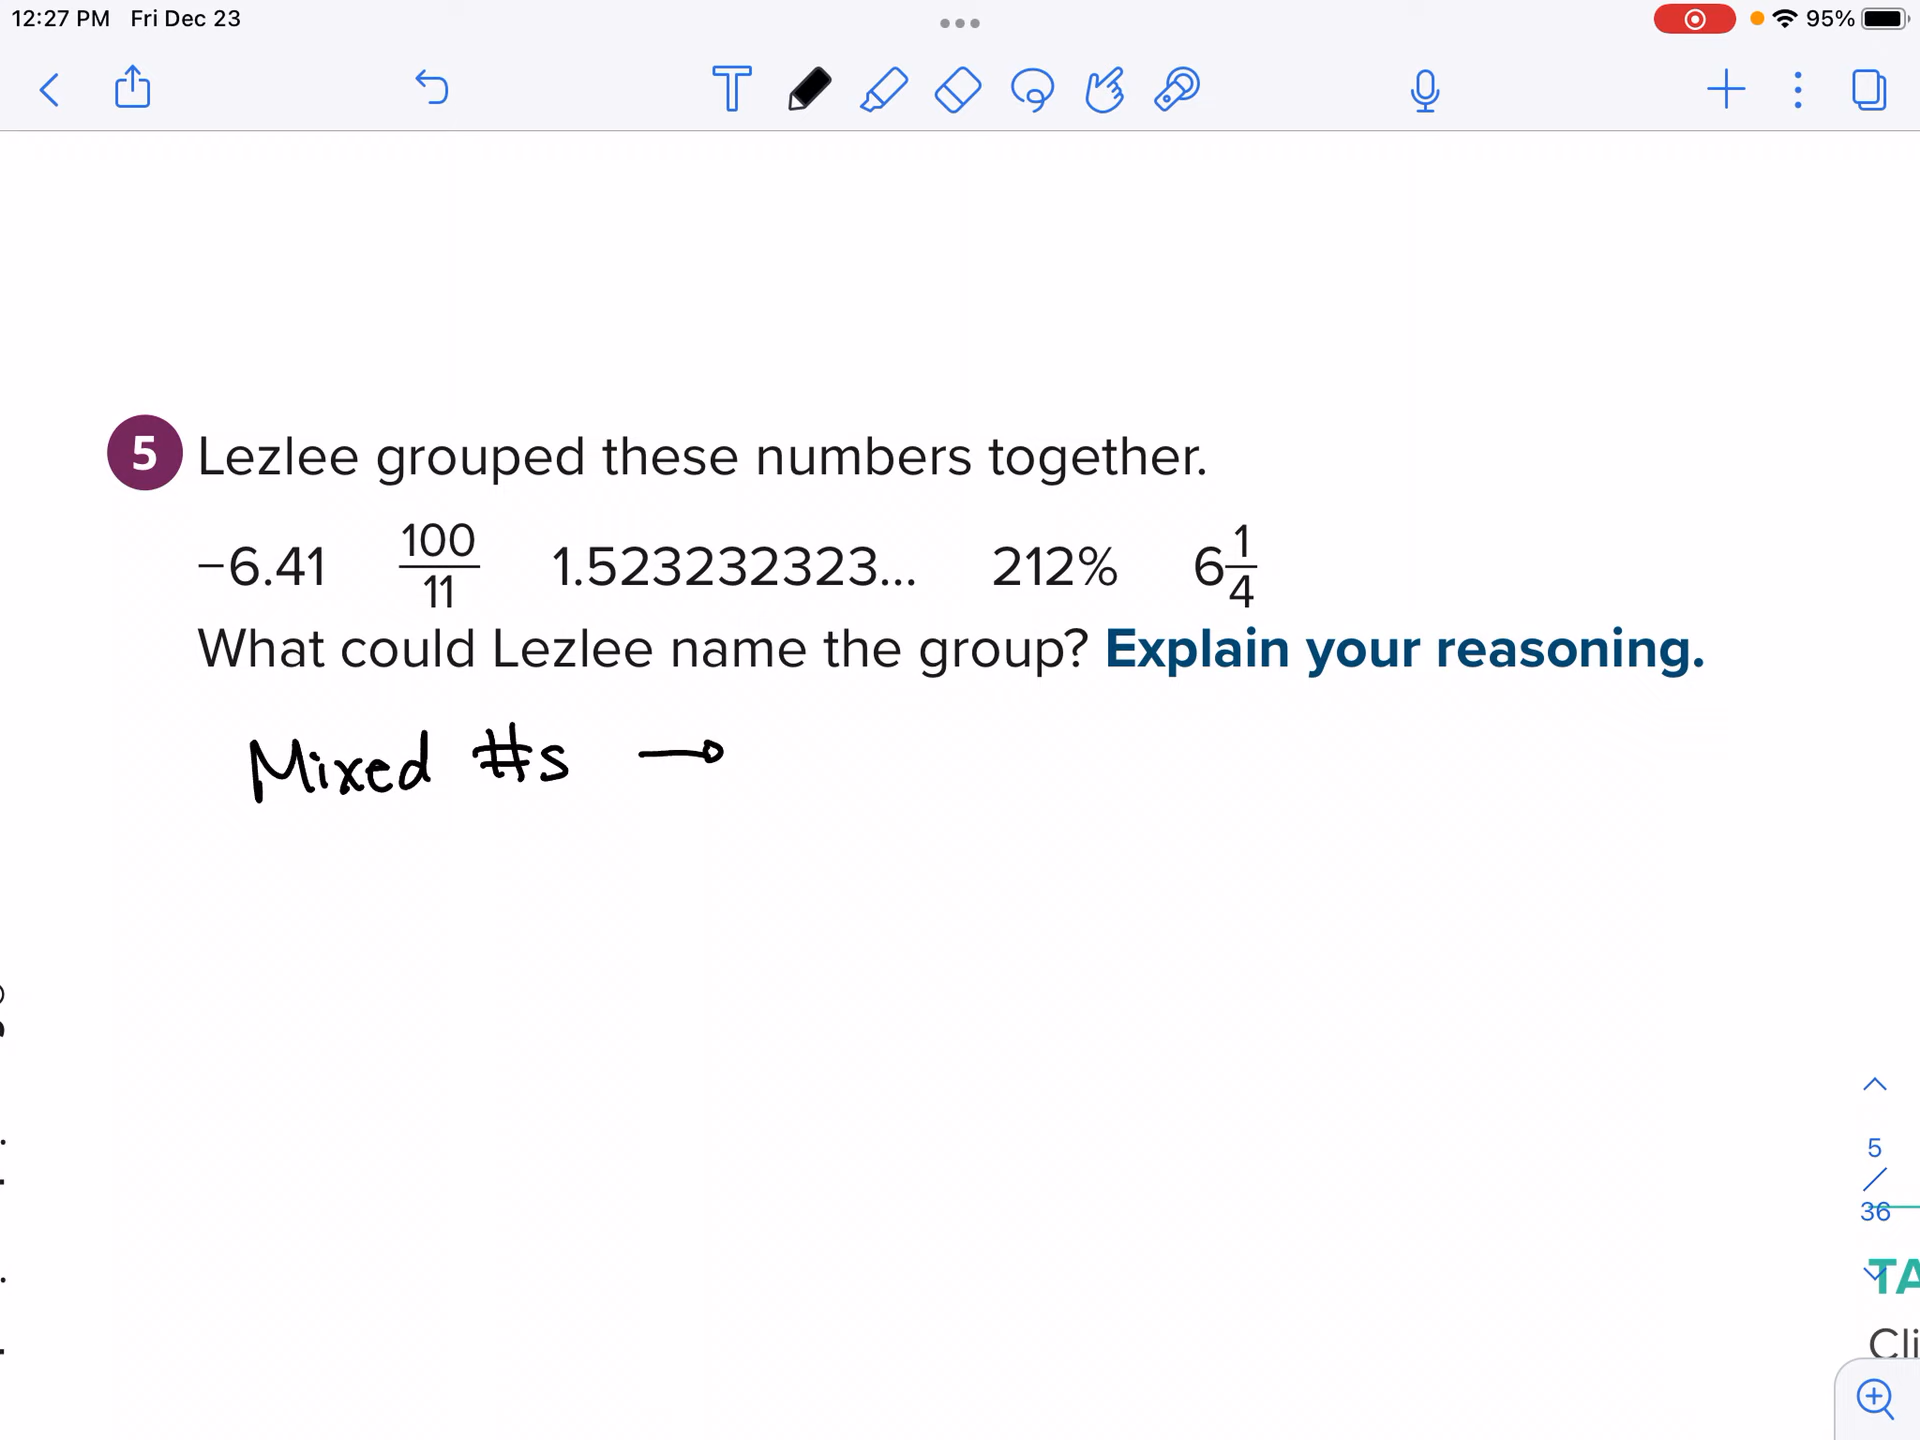 12:27 PM Fri Dec 23
95%
5 Lezlee grouped these numbers together.
−6.41 100/11 1.523232323... 212% 6 1/4
What could Lezlee name the group? Explain your reasoning.
Mixed #s →
5
/
36
TA
Cli